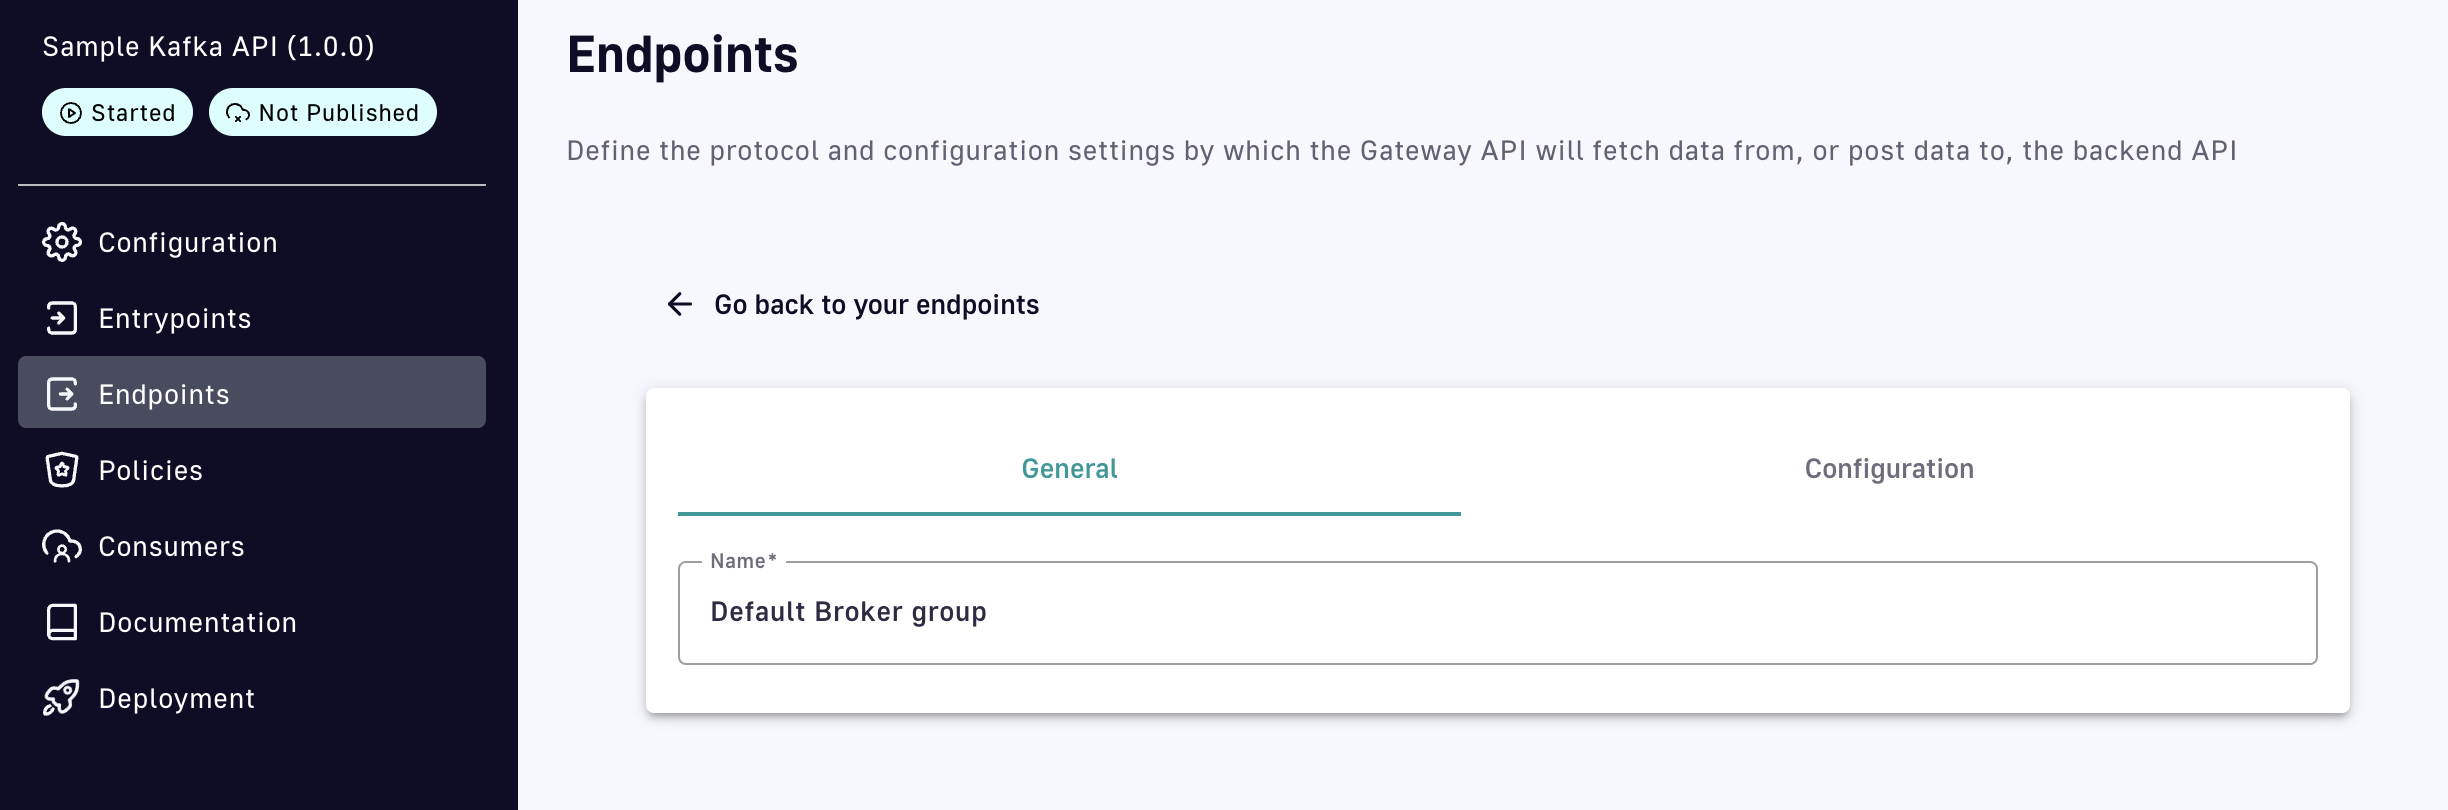 Sample Kafka API (1.0.0)
Started
Not Published
Configuration
Entrypoints
Endpoints
Policies
Consumers
Documentation
Deployment
Endpoints
Define the protocol and configuration settings by which the Gateway API will fetch data from, or post data to, the backend API
Go back to your endpoints
General
Configuration
Name*
Default Broker group